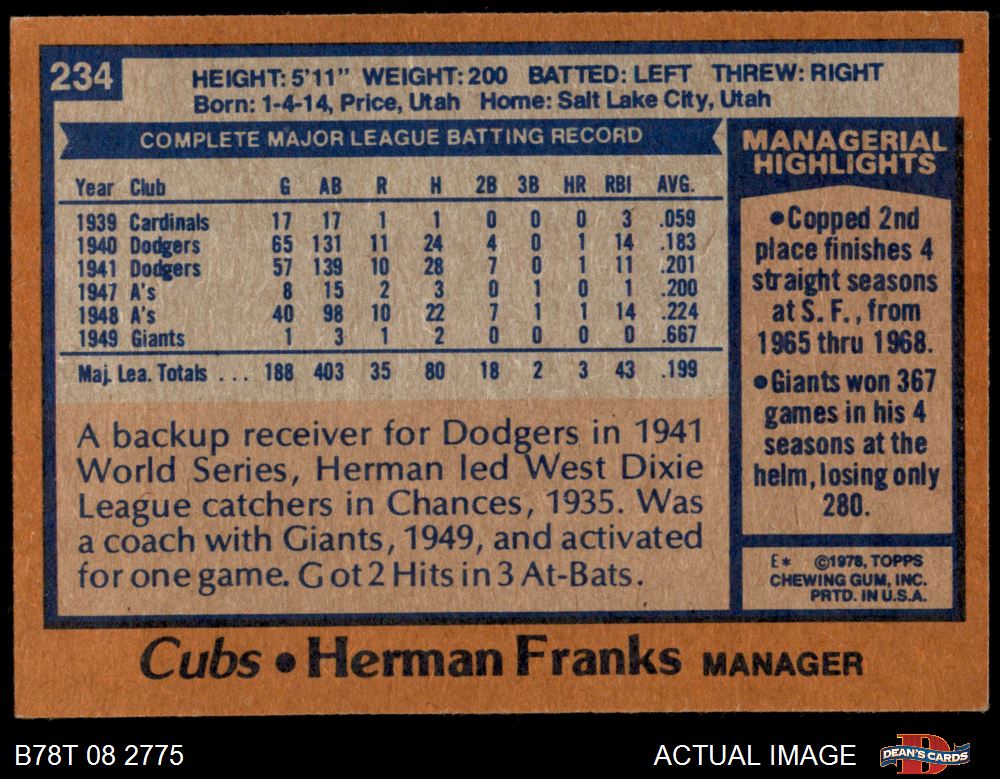 234
HEIGHT: 5'11" WEIGHT: 200 BATTED: LEFT THREW: RIGHT
Born: 1-4-14, Price, Utah Home: Salt Lake City, Utah
COMPLETE MAJOR LEAGUE BATTING RECORD
Year Club G AB R H 2B 3B HR RBI AVG.
1939 Cardinals 17 17 1 1 0 0 0 3 .059
1940 Dodgers 65 131 11 24 4 0 1 14 .183
1941 Dodgers 57 139 10 28 7 0 1 11 .201
1947 A's 8 15 2 3 0 1 0 1 .200
1948 A's 40 98 10 22 7 1 1 14 .224
1949 Giants 1 3 1 2 0 0 0 0 .667
Maj. Lea. Totals ... 188 403 35 80 18 2 3 43 .199
A backup receiver for Dodgers in 1941
World Series, Herman led West Dixie
League catchers in Chances, 1935. Was
a coach with Giants, 1949, and activated
for one game. Got 2 Hits in 3 At-Bats.
MANAGERIAL
HIGHLIGHTS
•Copped 2nd
place finishes 4
straight seasons
at S. F., from
1965 thru 1968.
•Giants won 367
games in his 4
seasons at the
helm, losing only
280.
E* ©1978, TOPPS
CHEWING GUM, INC.
PRTD. IN U.S.A.
Cubs • Herman Franks MANAGER
B78T 08 2775
ACTUAL IMAGE
DEAN'S CARDS